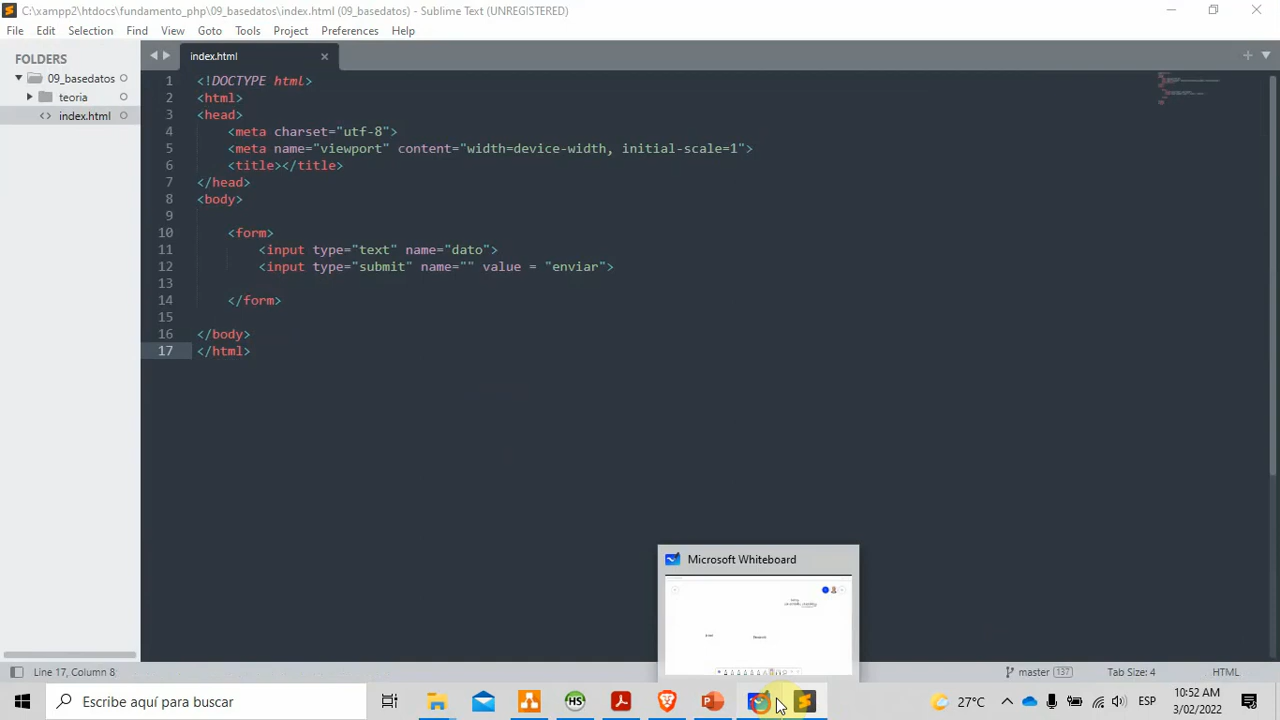 C:\xampp2\htdocs\fundamento_php\09_basedatos\index.html (09_basedatos) - Sublime Text (UNREGISTERED)
File Edit Selection Find View Goto Tools Project Preferences Help
FOLDERS
09_basedatos
teoria
index.html
index.html
1 <!DOCTYPE html>
2 <html>
3 <head>
4 <meta charset="utf-8">
5 <meta name="viewport" content="width=device-width, initial-scale=1">
6 <title></title>
7 </head>
8 <body>
9
10 <form>
11 <input type="text" name="dato">
12 <input type="submit" name="" value = "enviar">
13
14 </form>
15
16 </body>
17 </html>
Microsoft Whiteboard
Line 17, Column 8
master 137
Tab Size: 4
HTML
Escribe aquí para buscar
HS
27°C
ESP
10:52 AM
3/02/2022